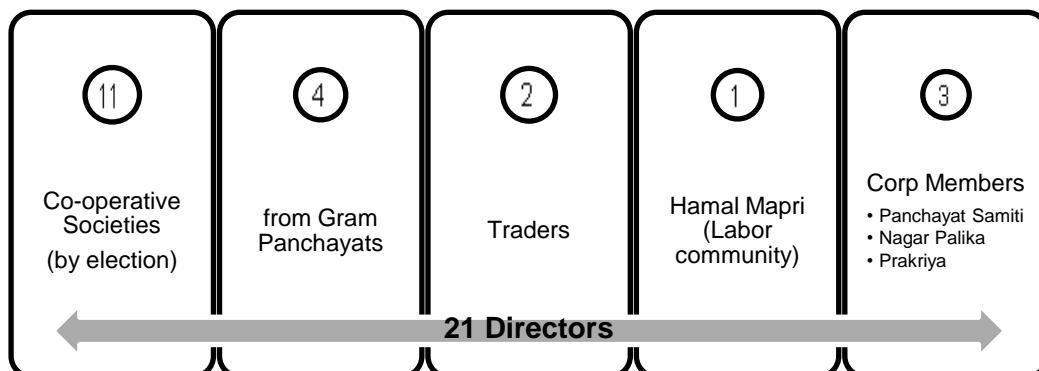 11
Co-operative
Societies
(by election)
4
from Gram
Panchayats
2
Traders
1
Hamal Mapri
(Labor
community)
3
Corp Members
• Panchayat Samiti
• Nagar Palika
• Prakriya
21 Directors